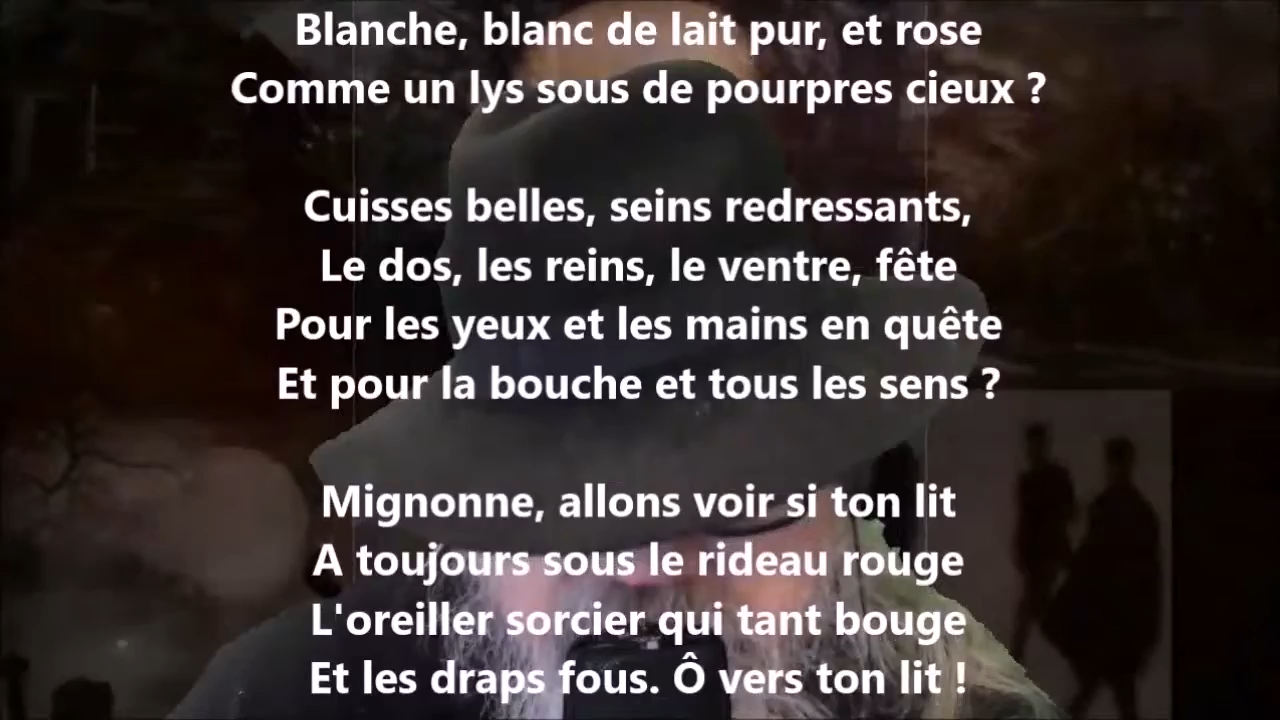 Blanche, blanc de lait pur, et rose
Comme un lys sous de pourpres cieux ?
Cuisses belles, seins redressants,
Le dos, les reins, le ventre, fête
Pour les yeux et les mains en quête
Et pour la bouche et tous les sens ?
Mignonne, allons voir si ton lit
A toujours sous le rideau rouge
L'oreiller sorcier qui tant bouge
Et les draps fous. Ô vers ton lit !